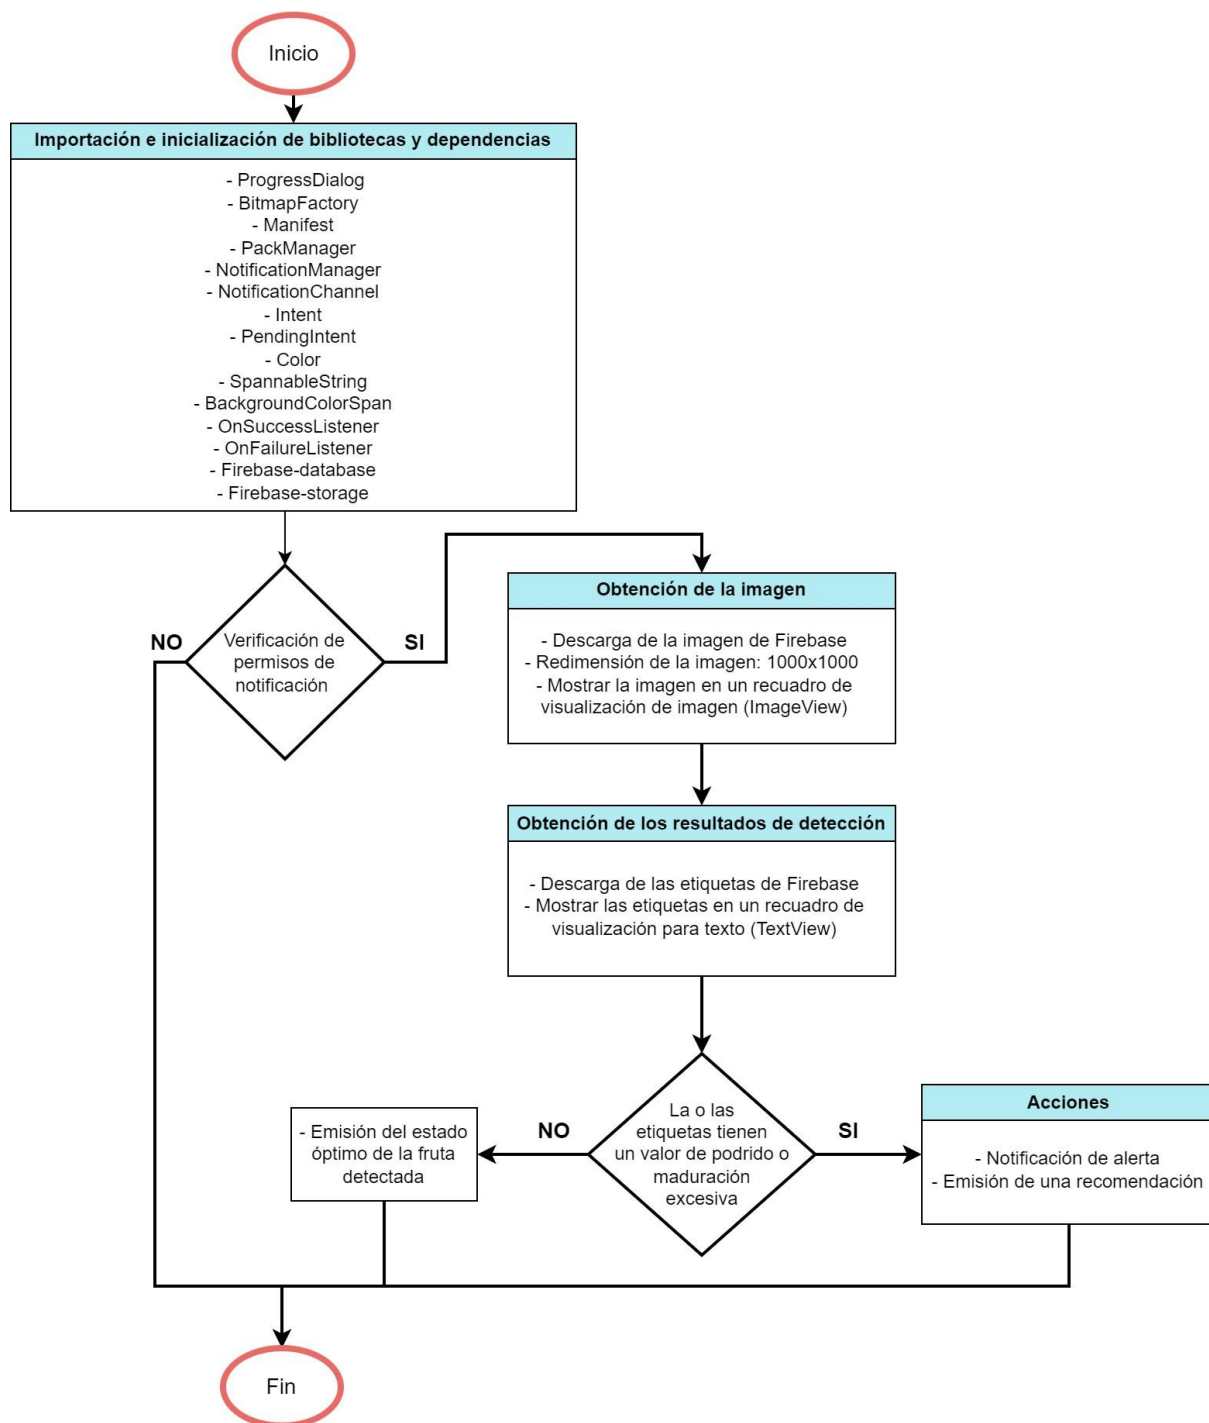 Inicio
Importación e inicialización de bibliotecas y dependencias
- ProgressDialog
- BitmapFactory
- Manifest
- PackManager
- NotificationManager
- NotificationChannel
- Intent
- PendingIntent
- Color
- SpannableString
- BackgroundColorSpan
- OnSuccessListener
- OnFailureListener
- Firebase-database
- Firebase-storage
NO
Verificación de
permisos de
notificación
SI
Obtención de la imagen
- Descarga de la imagen de Firebase
- Redimensión de la imagen: 1000x1000
- Mostrar la imagen en un recuadro de
visualización de imagen (ImageView)
Obtención de los resultados de detección
- Descarga de las etiquetas de Firebase
- Mostrar las etiquetas en un recuadro de
visualización para texto (TextView)
La o las
etiquetas tienen
un valor de podrido o
maduración
excesiva
NO
- Emisión del estado
óptimo de la fruta
detectada
SI
Acciones
- Notificación de alerta
- Emisión de una recomendación
Fin